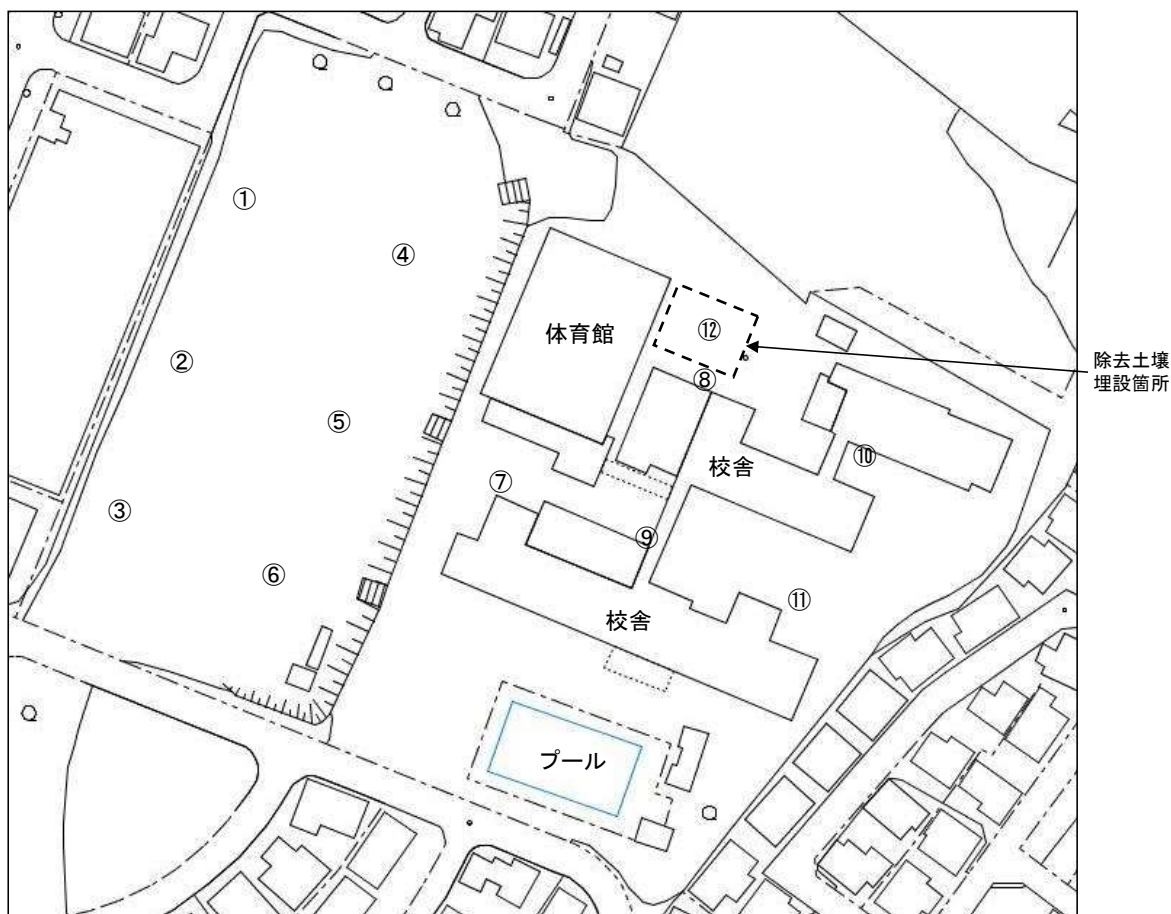 ①
④
体育館
⑫
除去土壌
埋設箇所
②
⑧
⑤
校舎
⑩
⑦
③
⑨
⑥
⑪
校舎
プール